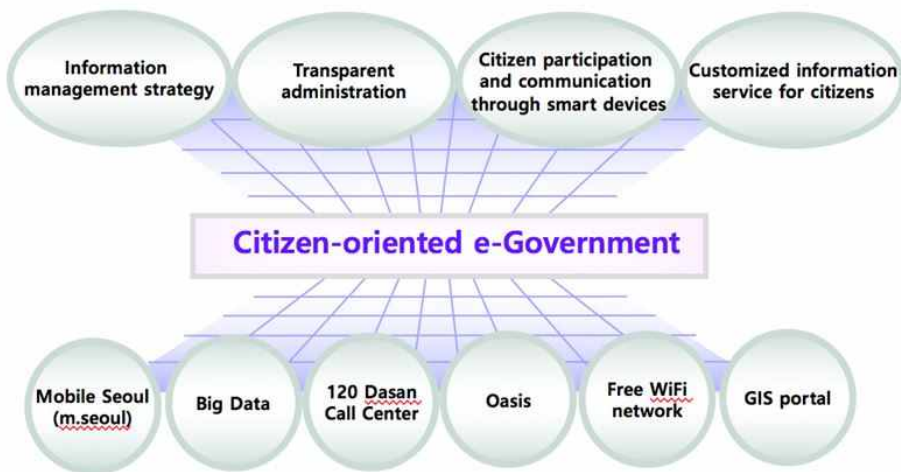 Information
management strategy
Transparent
administration
Citizen participation
and communication
through smart devices
Customized information
service for citizens
Citizen-oriented e-Government
Mobile Seoul
(m.seoul)
Big Data
120 Dasan
Call Center
Oasis
Free WiFi
network
GIS portal